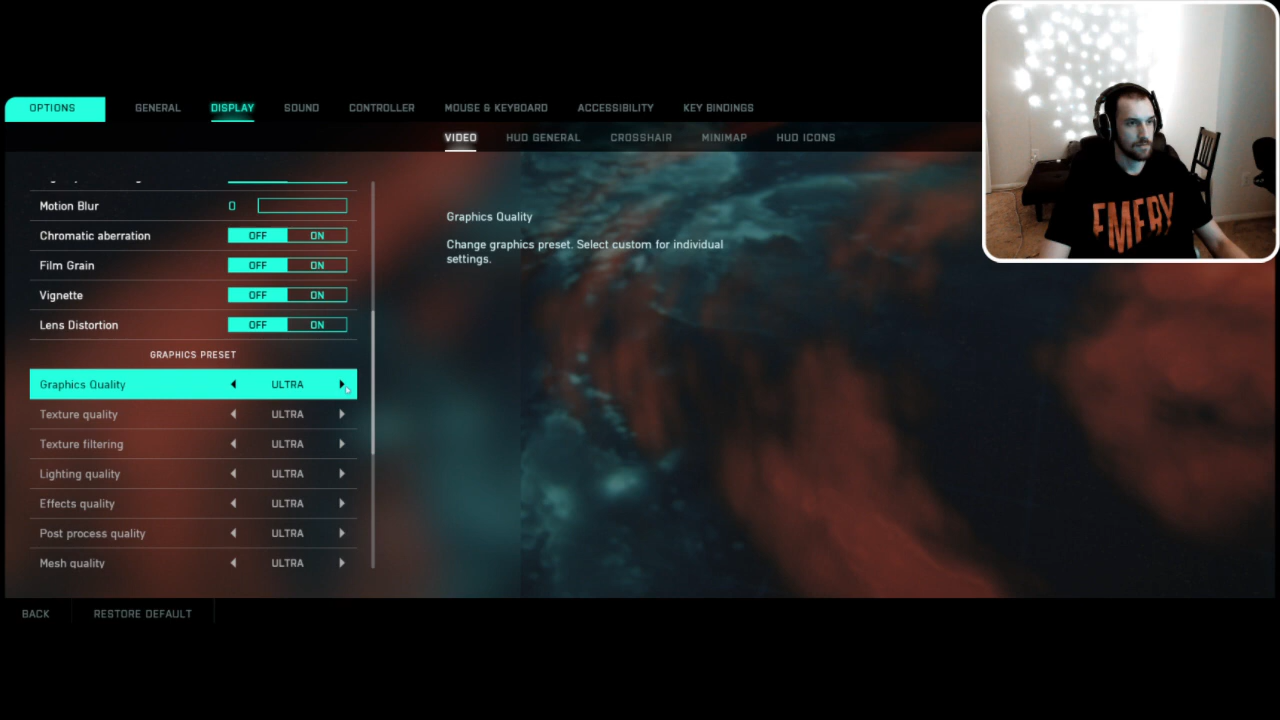 OPTIONS GENERAL DISPLAY SOUND CONTROLLER MOUSE & KEYBOARD ACCESSIBILITY KEY BINDINGS
VIDEO HUD GENERAL CROSSHAIR MINIMAP HUD ICONS
Motion Blur 0
Chromatic aberration OFF ON
Film Grain OFF ON
Vignette OFF ON
Lens Distortion OFF ON
GRAPHICS PRESET
Graphics Quality ULTRA
Texture quality ULTRA
Texture filtering ULTRA
Lighting quality ULTRA
Effects quality ULTRA
Post process quality ULTRA
Mesh quality ULTRA
Graphics Quality
Change graphics preset. Select custom for individual
settings.
BACK RESTORE DEFAULT
EMERY